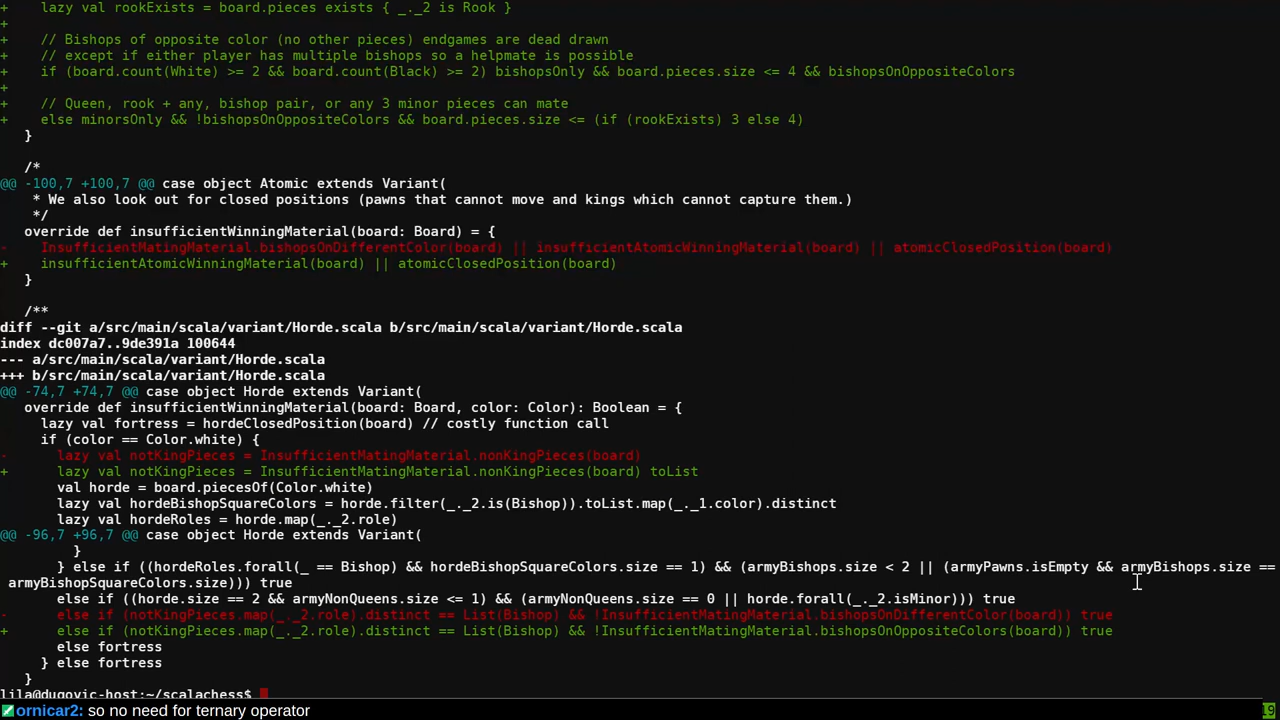 +    lazy val rookExists = board.pieces exists { _._2 is Rook }
+
+    // Bishops of opposite color (no other pieces) endgames are dead drawn
+    // except if either player has multiple bishops so a helpmate is possible
+    if (board.count(White) >= 2 && board.count(Black) >= 2) bishopsOnly && board.pieces.size <= 4 && bishopsOnOppositeColors
+
+    // Queen, rook + any, bishop pair, or any 3 minor pieces can mate
+    else minorsOnly && !bishopsOnOppositeColors && board.pieces.size <= (if (rookExists) 3 else 4)
   }

   /*
@@ -100,7 +100,7 @@ case object Atomic extends Variant(
    * We also look out for closed positions (pawns that cannot move and kings which cannot capture them.)
    */
   override def insufficientWinningMaterial(board: Board) = {
-    InsufficientMatingMaterial.bishopsOnDifferentColor(board) || insufficientAtomicWinningMaterial(board) || atomicClosedPosition(board)
+    insufficientAtomicWinningMaterial(board) || atomicClosedPosition(board)
   }

   /**
diff --git a/src/main/scala/variant/Horde.scala b/src/main/scala/variant/Horde.scala
index dc007a7..9de391a 100644
--- a/src/main/scala/variant/Horde.scala
+++ b/src/main/scala/variant/Horde.scala
@@ -74,7 +74,7 @@ case object Horde extends Variant(
   override def insufficientWinningMaterial(board: Board, color: Color): Boolean = {
     lazy val fortress = hordeClosedPosition(board) // costly function call
     if (color == Color.white) {
-      lazy val notKingPieces = InsufficientMatingMaterial.nonKingPieces(board)
+      lazy val notKingPieces = InsufficientMatingMaterial.nonKingPieces(board) toList
       val horde = board.piecesOf(Color.white)
       lazy val hordeBishopSquareColors = horde.filter(_._2.is(Bishop)).toList.map(_._1.color).distinct
       lazy val hordeRoles = horde.map(_._2.role)
@@ -96,7 +96,7 @@ case object Horde extends Variant(
         }
       } else if ((hordeRoles.forall(_ == Bishop) && hordeBishopSquareColors.size == 1) && (armyBishops.size < 2 || (armyPawns.isEmpty && armyBishops.size ==
 armyBishopSquareColors.size))) true
       else if ((horde.size == 2 && armyNonQueens.size <= 1) && (armyNonQueens.size == 0 || horde.forall(_._2.isMinor))) true
-      else if (notKingPieces.map(_._2.role).distinct == List(Bishop) && !InsufficientMatingMaterial.bishopsOnDifferentColor(board)) true
+      else if (notKingPieces.map(_._2.role).distinct == List(Bishop) && !InsufficientMatingMaterial.bishopsOnOppositeColors(board)) true
       else fortress
     } else fortress
   }
lila@dugovic-host:~/scalachess$
ornicar2: so no need for ternary operator
19